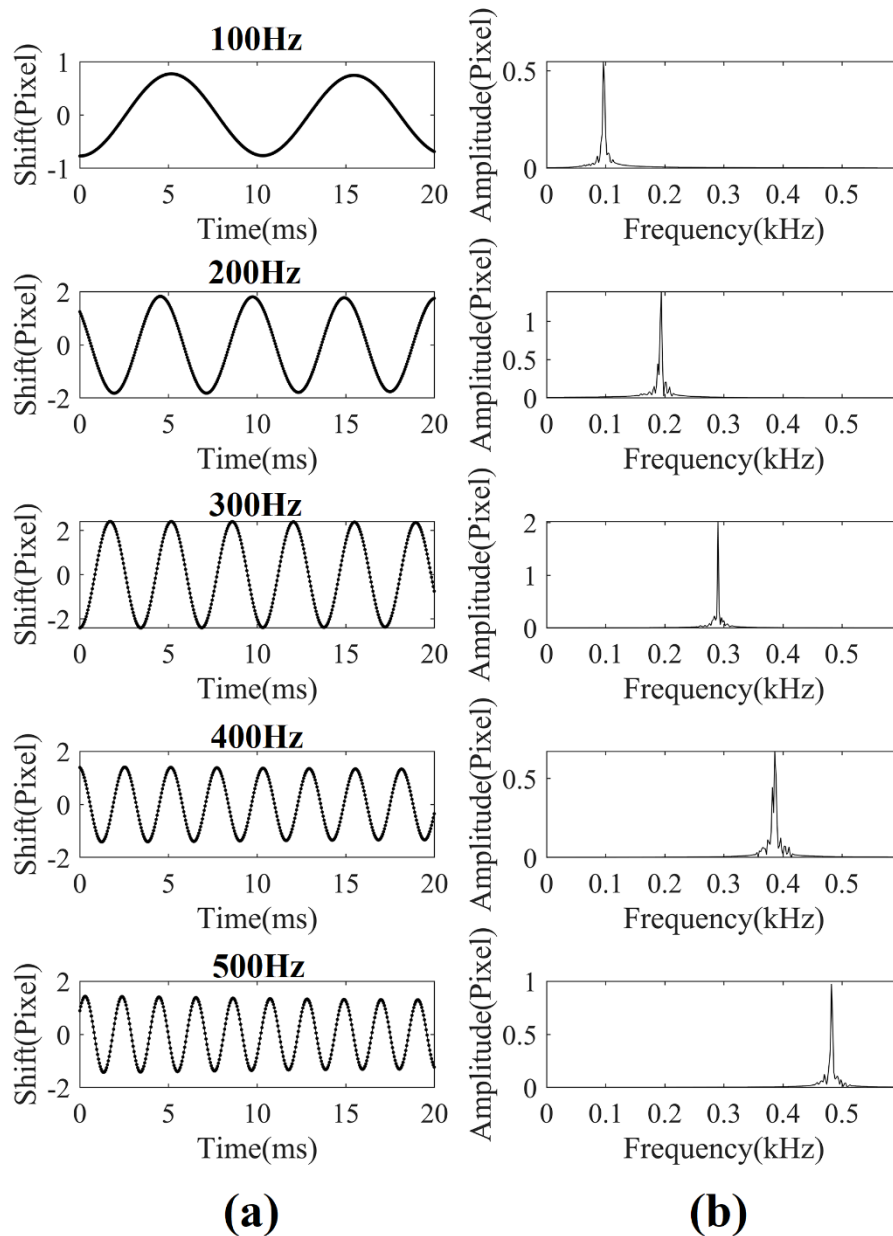 100Hz
Shift(Pixel)
1
0
-1
0 5 10 15 20
Time(ms)
Amplitude(Pixel)
0.5
0
0 0.1 0.2 0.3 0.4 0.5
Frequency(kHz)
200Hz
Shift(Pixel)
2
0
-2
0 5 10 15 20
Time(ms)
Amplitude(Pixel)
1
0.5
0
0 0.1 0.2 0.3 0.4 0.5
Frequency(kHz)
300Hz
Shift(Pixel)
2
0
-2
0 5 10 15 20
Time(ms)
Amplitude(Pixel)
2
1
0
0 0.1 0.2 0.3 0.4 0.5
Frequency(kHz)
400Hz
Shift(Pixel)
2
0
-2
0 5 10 15 20
Time(ms)
Amplitude(Pixel)
0.5
0
0 0.1 0.2 0.3 0.4 0.5
Frequency(kHz)
500Hz
Shift(Pixel)
2
0
-2
0 5 10 15 20
Time(ms)
Amplitude(Pixel)
1
0.5
0
0 0.1 0.2 0.3 0.4 0.5
Frequency(kHz)
(a) (b)